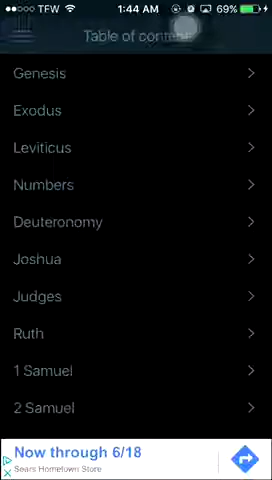 TFW 1:44 AM 69%
Table of content
Genesis
Exodus
Leviticus
Numbers
Deuteronomy
Joshua
Judges
Ruth
1 Samuel
2 Samuel
Now through 6/18
Sears Hometown Store